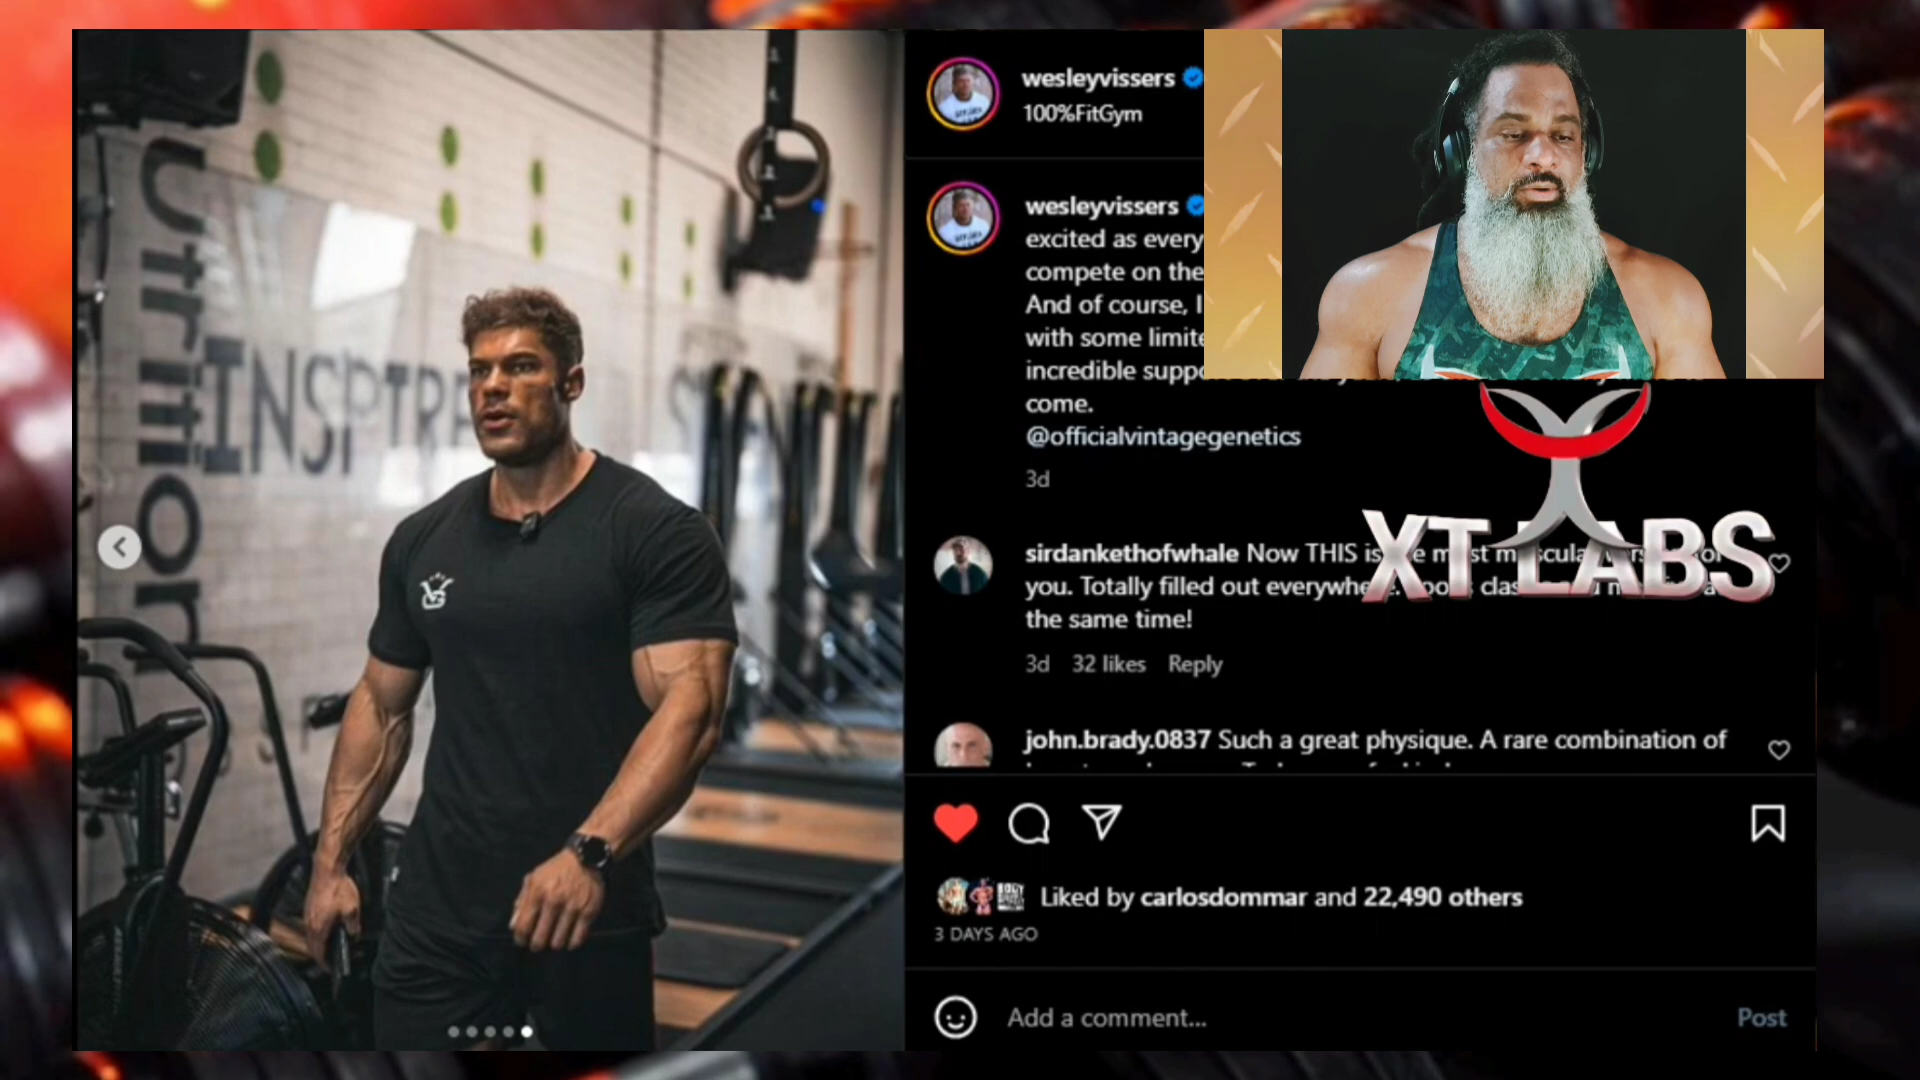 utrition
INSPIRE
wesleyvissers
100%FitGym
wesleyvissers
excited as every
compete on the
And of course, I
with some limite
incredible supp
come.
@officialvintagegenetics
3d
sirdankethofwhale Now THIS is
you. Totally filled out everywhe
the same time!
3d 32 likes Reply
XT LABS
john.brady.0837 Such a great physique. A rare combination of
Liked by carlosdommar and 22,490 others
3 DAYS AGO
Add a comment...
Post